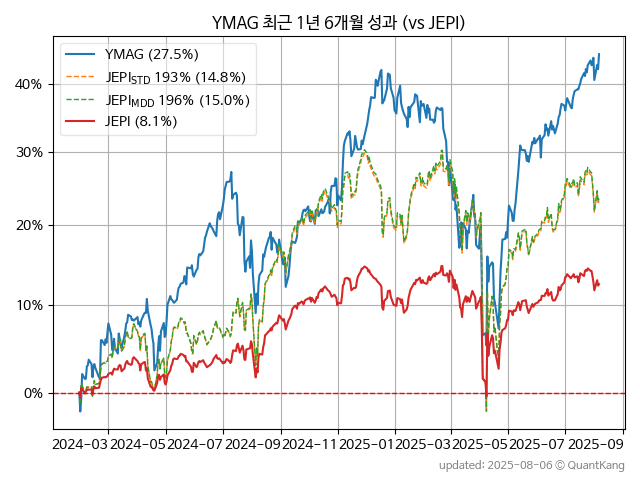 YMAG 최근 1년 6개월 성과 (vs JEPI)
YMAG (27.5%)
JEPI_STD 193% (14.8%)
JEPI_MDD 196% (15.0%)
JEPI (8.1%)
40%
30%
20%
10%
0%
2024-03 2024-05 2024-07 2024-09 2024-11 2025-01 2025-03 2025-05 2025-07 2025-09
updated: 2025-08-06 © QuantKang